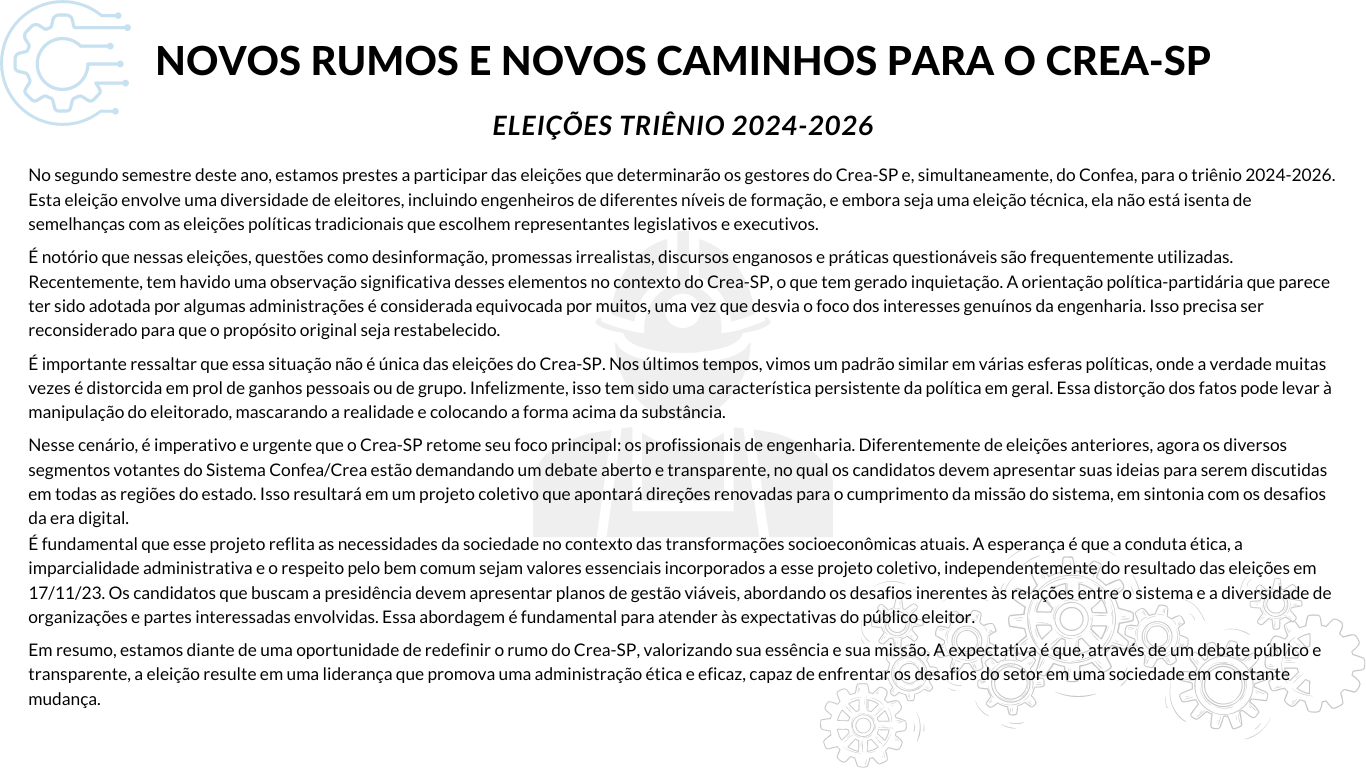 NOVOS RUMOS E NOVOS CAMINHOS PARA O CREA-SP
ELEIÇÕES TRIÊNIO 2024-2026
No segundo semestre deste ano, estamos prestes a participar das eleições que determinarão os gestores do Crea-SP e, simultaneamente, do Confea, para o triênio 2024-2026.
Esta eleição envolve uma diversidade de eleitores, incluindo engenheiros de diferentes níveis de formação, e embora seja uma eleição técnica, ela não está isenta de
semelhanças com as eleições políticas tradicionais que escolhem representantes legislativos e executivos.
É notório que nessas eleições, questões como desinformação, promessas irrealistas, discursos enganosos e práticas questionáveis são frequentemente utilizadas.
Recentemente, tem havido uma observação significativa desses elementos no contexto do Crea-SP, o que tem gerado inquietação. A orientação política-partidária que parece
ter sido adotada por algumas administrações é considerada equivocada por muitos, uma vez que desvia o foco dos interesses genuínos da engenharia. Isso precisa ser
reconsiderado para que o propósito original seja restabelecido.
É importante ressaltar que essa situação não é única das eleições do Crea-SP. Nos últimos tempos, vimos um padrão similar em várias esferas políticas, onde a verdade muitas
vezes é distorcida em prol de ganhos pessoais ou de grupo. Infelizmente, isso tem sido uma característica persistente da política em geral. Essa distorção dos fatos pode levar à
manipulação do eleitorado, mascarando a realidade e colocando a forma acima da substância.
Nesse cenário, é imperativo e urgente que o Crea-SP retome seu foco principal: os profissionais de engenharia. Diferentemente de eleições anteriores, agora os diversos
segmentos votantes do Sistema Confea/Crea estão demandando um debate aberto e transparente, no qual os candidatos devem apresentar suas ideias para serem discutidas
em todas as regiões do estado. Isso resultará em um projeto coletivo que apontará direções renovadas para o cumprimento da missão do sistema, em sintonia com os desafios
da era digital.
É fundamental que esse projeto reflita as necessidades da sociedade no contexto das transformações socioeconômicas atuais. A esperança é que a conduta ética, a
imparcialidade administrativa e o respeito pelo bem comum sejam valores essenciais incorporados a esse projeto coletivo, independentemente do resultado das eleições em
17/11/23. Os candidatos que buscam a presidência devem apresentar planos de gestão viáveis, abordando os desafios inerentes às relações entre o sistema e a diversidade de
organizações e partes interessadas envolvidas. Essa abordagem é fundamental para atender às expectativas do público eleitor.
Em resumo, estamos diante de uma oportunidade de redefinir o rumo do Crea-SP, valorizando sua essência e sua missão. A expectativa é que, através de um debate público e
transparente, a eleição resulte em uma liderança que promova uma administração ética e eficaz, capaz de enfrentar os desafios do setor em uma sociedade em constante
mudança.